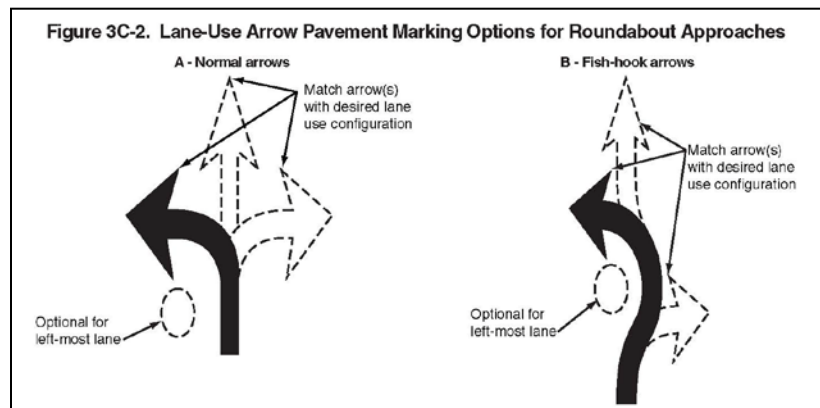 Figure 3C-2. Lane-Use Arrow Pavement Marking Options for Roundabout Approaches
A - Normal arrows
Match arrow(s)
with desired lane
use configuration
Optional for
left-most lane
B - Fish-hook arrows
Match arrow(s)
with desired lane
use configuration
Optional for
left-most lane